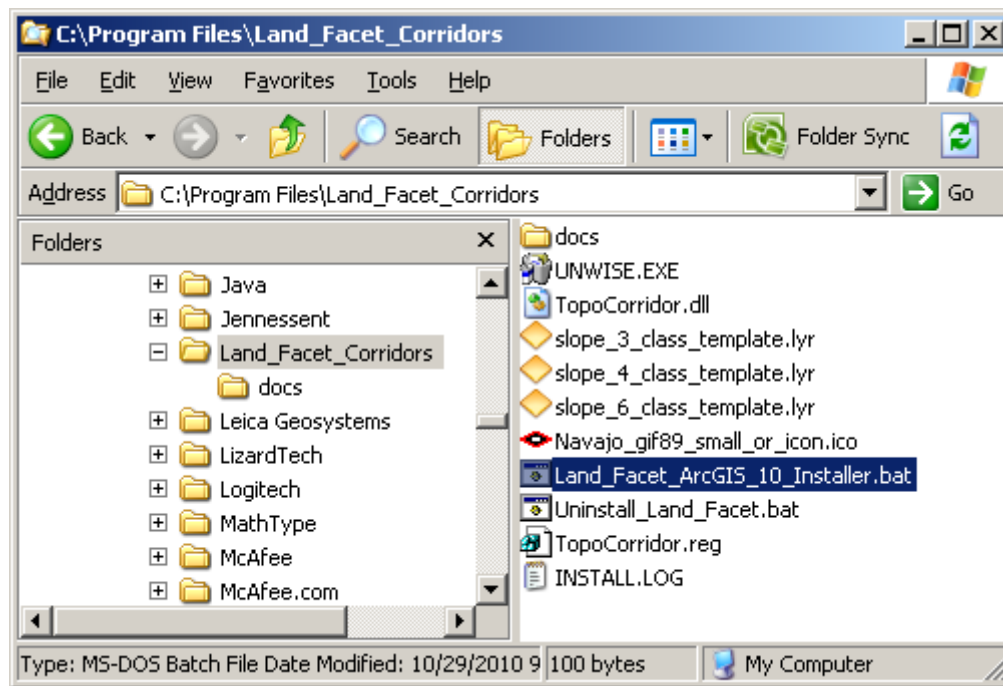 C:\Program Files\Land_Facet_Corridors
File Edit View Favorites Tools Help
Back Search Folders Folder Sync
Address C:\Program Files\Land_Facet_Corridors Go
Folders
Java
Jennessent
Land_Facet_Corridors
docs
Leica Geosystems
LizardTech
Logitech
MathType
McAfee
McAfee.com
docs
UNWISE.EXE
TopoCorridor.dll
slope_3_class_template.lyr
slope_4_class_template.lyr
slope_6_class_template.lyr
Navajo_gif89_small_or_icon.ico
Land_Facet_ArcGIS_10_Installer.bat
Uninstall_Land_Facet.bat
TopoCorridor.reg
INSTALL.LOG
Type: MS-DOS Batch File Date Modified: 10/29/2010 9 100 bytes My Computer